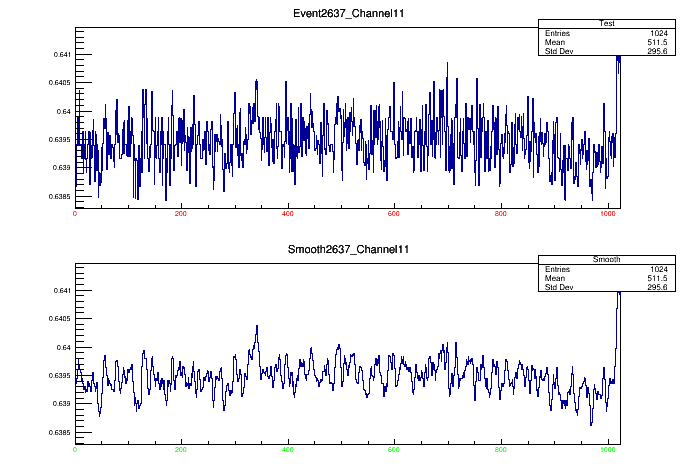 Event2637_Channel11
Test
Entries 1024
Mean 511.5
Std Dev 295.6
0.641
0.6405
0.64
0.6395
0.639
0.6385
0 200 400 600 800 1000
Smooth2637_Channel11
Smooth
Entries 1024
Mean 511.5
Std Dev 295.6
0.641
0.6405
0.64
0.6395
0.639
0.6385
0 200 400 600 800 1000